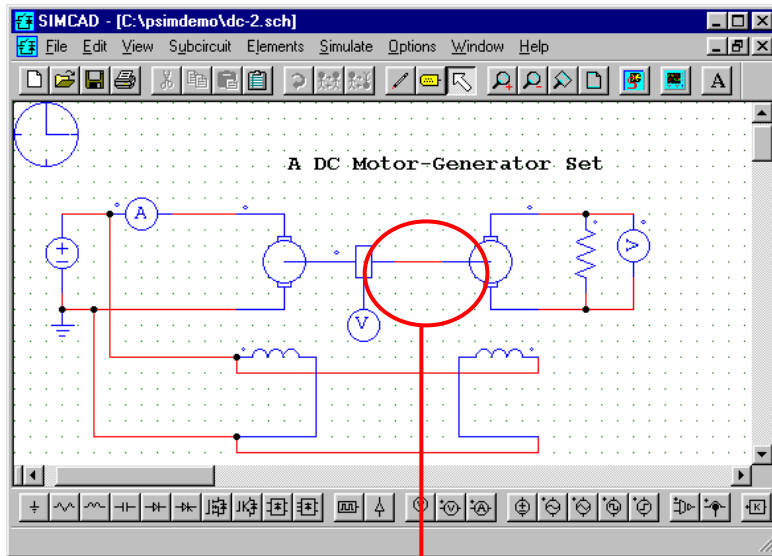 SIMCAD - [C:\psimdemo\dc-2.sch]
File Edit View Subcircuit Elements Simulate Options Window Help
A
A DC Motor-Generator Set
A
V
V
K